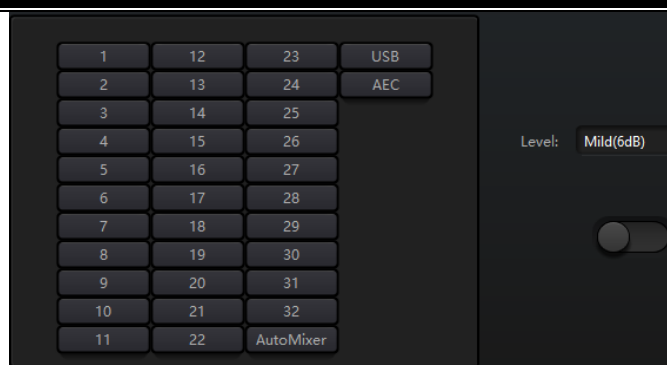 1 12 23 USB
2 13 24 AEC
3 14 25
4 15 26 Level: Mild(6dB)
5 16 27
6 17 28
7 18 29
8 19 30
9 20 31
10 21 32
11 22 AutoMixer